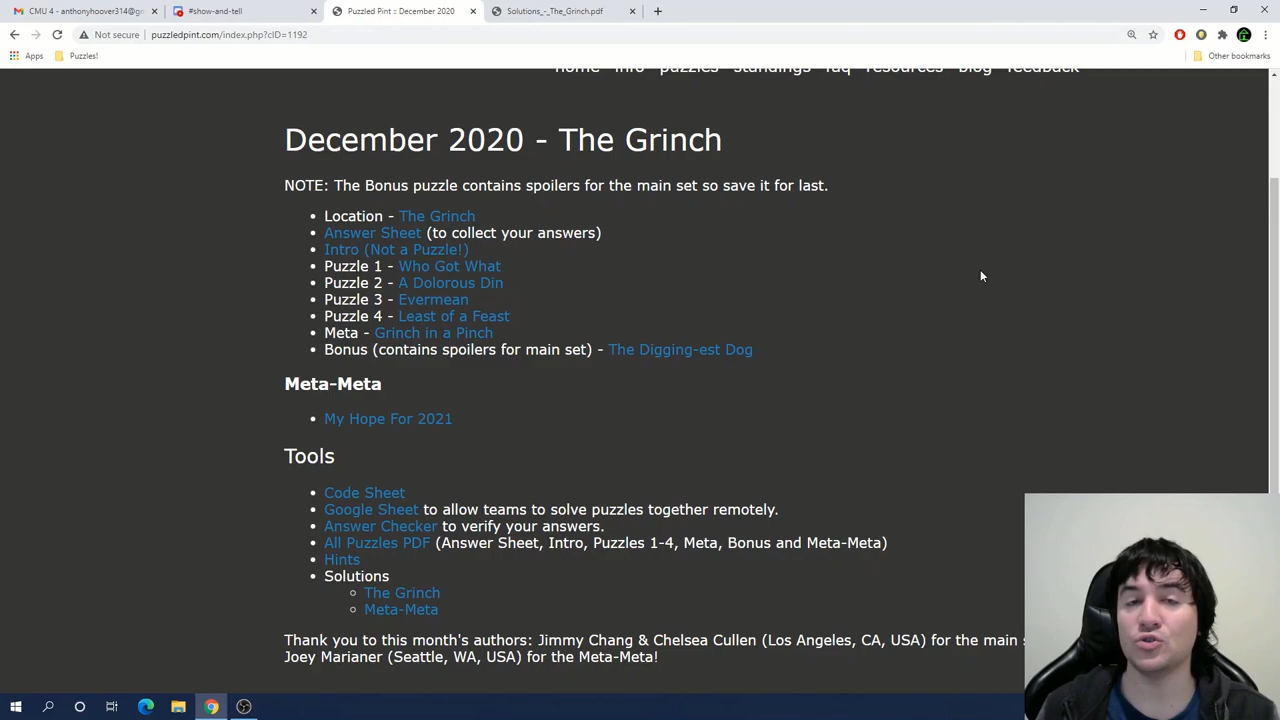 CMU 4 - anthonyhoover314@gm
#show-and-tell
Puzzled Pint :: December 2020
Solutions_-_The_Grinch.pdf
Not secure
puzzledpint.com/index.php?cID=1192
Apps
Puzzles!
Other bookmarks
home info puzzles standings faq resources blog feedback
December 2020 - The Grinch
NOTE: The Bonus puzzle contains spoilers for the main set so save it for last.
Location - The Grinch
Answer Sheet (to collect your answers)
Intro (Not a Puzzle!)
Puzzle 1 - Who Got What
Puzzle 2 - A Dolorous Din
Puzzle 3 - Evermean
Puzzle 4 - Least of a Feast
Meta - Grinch in a Pinch
Bonus (contains spoilers for main set) - The Digging-est Dog
Meta-Meta
My Hope For 2021
Tools
Code Sheet
Google Sheet to allow teams to solve puzzles together remotely.
Answer Checker to verify your answers.
All Puzzles PDF (Answer Sheet, Intro, Puzzles 1-4, Meta, Bonus and Meta-Meta)
Hints
Solutions
The Grinch
Meta-Meta
Thank you to this month's authors: Jimmy Chang & Chelsea Cullen (Los Angeles, CA, USA) for the main s
Joey Marianer (Seattle, WA, USA) for the Meta-Meta!